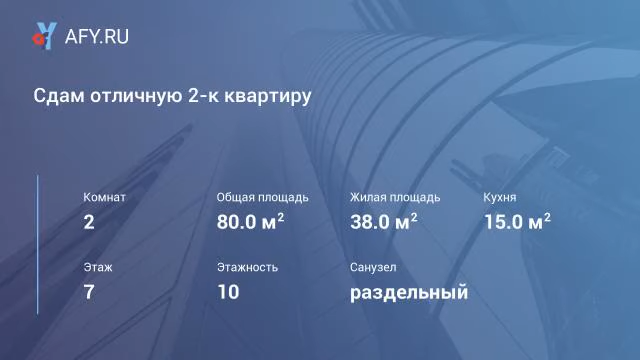 AFY.RU
Сдам отличную 2-к квартиру
Комнат
2
Общая площадь
80.0 м²
Жилая площадь
38.0 м²
Кухня
15.0 м²
Этаж
7
Этажность
10
Санузел
раздельный